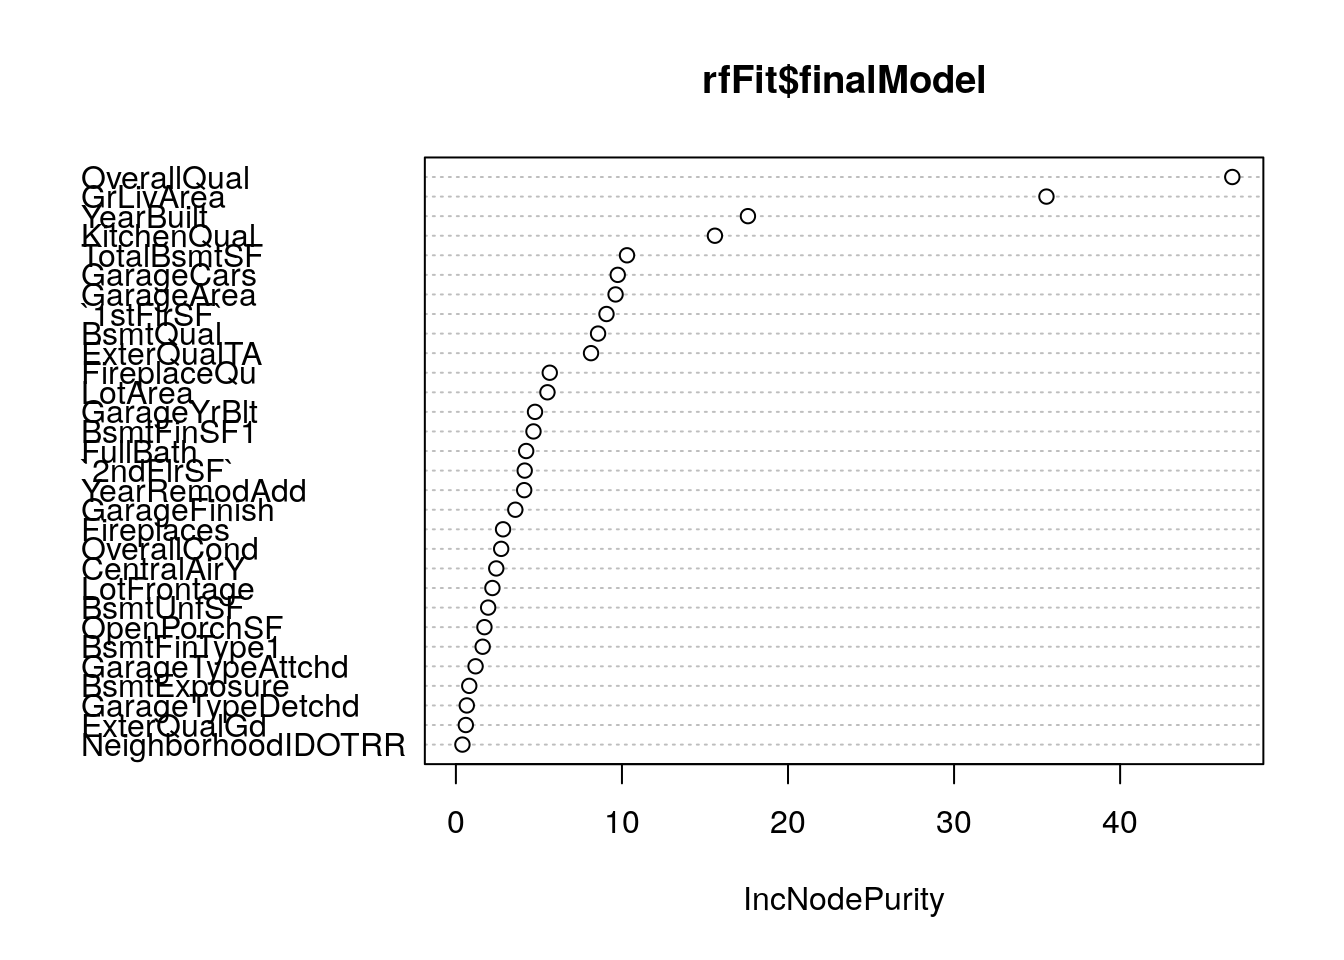 rfFit$finalModel
OverallQual
GrLivArea
YearBuilt
KitchenQual
TotalBsmtSF
GarageCars
GarageArea
`1stFlrSF`
BsmtQual
ExterQualTA
FireplaceQu
LotArea
GarageYrBlt
BsmtFinSF1
FullBath
`2ndFlrSF`
YearRemodAdd
GarageFinish
Fireplaces
OverallCond
CentralAirY
LotFrontage
BsmtUnfSF
OpenPorchSF
BsmtFinType1
GarageTypeAttchd
BsmtExposure
GarageTypeDetchd
ExterQualGd
NeighborhoodIDOTRR
0 10 20 30 40
IncNodePurity